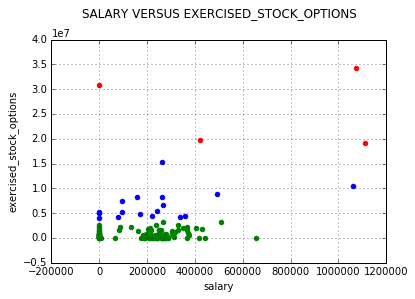 SALARY VERSUS EXERCISED_STOCK_OPTIONS
1e7
4.0
3.5
3.0
2.5
2.0
1.5
1.0
0.5
0.0
−0.5
exercised_stock_options
−200000 0 200000 400000 600000 800000 1000000 1200000
salary